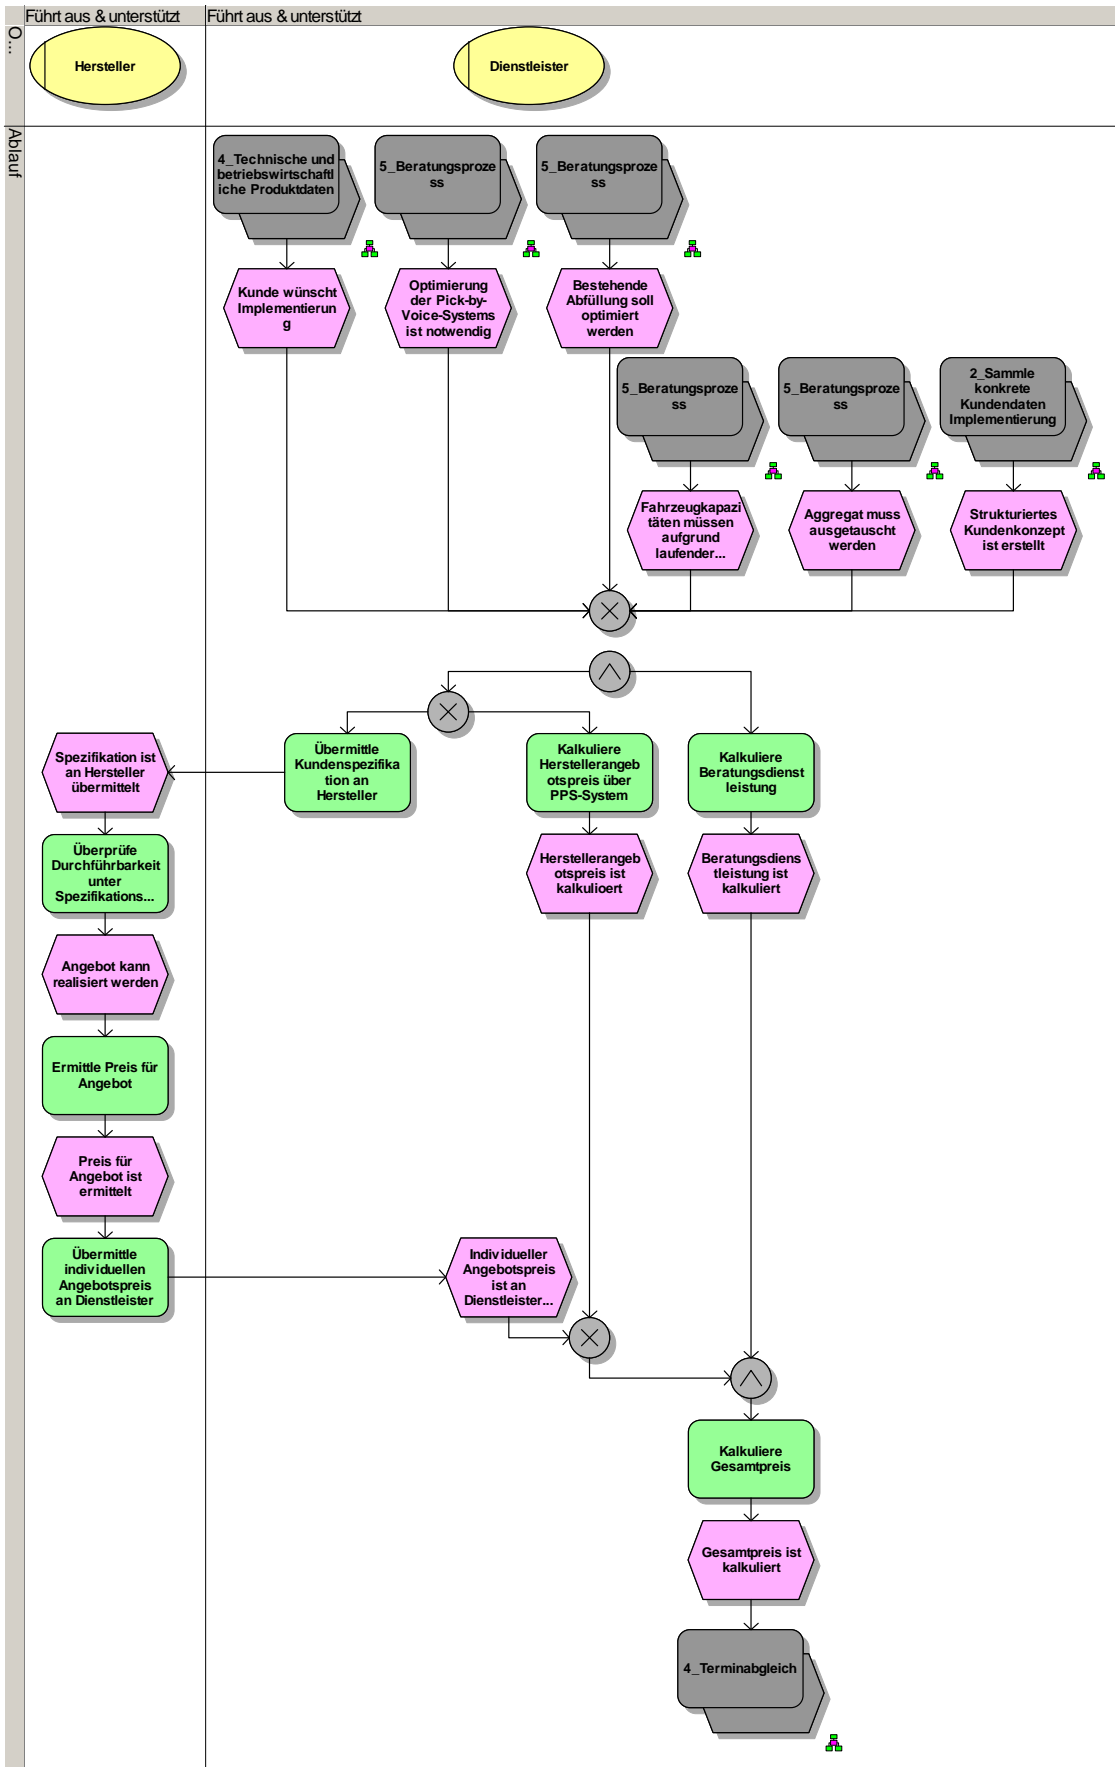 Führt aus & unterstützt
Führt aus & unterstützt
O...
Hersteller
Dienstleister
Ablauf
4_Technische und
betriebswirtschaftl
iche Produktdaten
5_Beratungsproze
ss
5_Beratungsproze
ss
Kunde wünscht
Implementierun
g
Optimierung
der Pick-by-
Voice-Systems
ist notwendig
Bestehende
Abfüllung soll
optimiert
werden
5_Beratungsproze
ss
5_Beratungsproze
ss
2_Sammle
konkrete
Kundendaten
Implementierung
Fahrzeugkapazi
täten müssen
aufgrund
laufender...
Aggregat muss
ausgetauscht
werden
Strukturiertes
Kundenkonzept
ist erstellt
Spezifikation ist
an Hersteller
übermittelt
Übermittle
Kundenspezifika
tion an
Hersteller
Kalkuliere
Herstellerangeb
otspreis über
PPS-System
Kalkuliere
Beratungsdienst
leistung
Überprüfe
Durchführbarkeit
unter
Spezifikations...
Herstellerangeb
otspreis ist
kalkulioert
Beratungsdiens
tleistung ist
kalkuliert
Angebot kann
realisiert werden
Ermittle Preis für
Angebot
Preis für
Angebot ist
ermittelt
Übermittle
individuellen
Angebotspreis
an Dienstleister
Individueller
Angebotspreis
ist an
Dienstleister...
Kalkuliere
Gesamtpreis
Gesamtpreis ist
kalkuliert
4_Terminabgleich